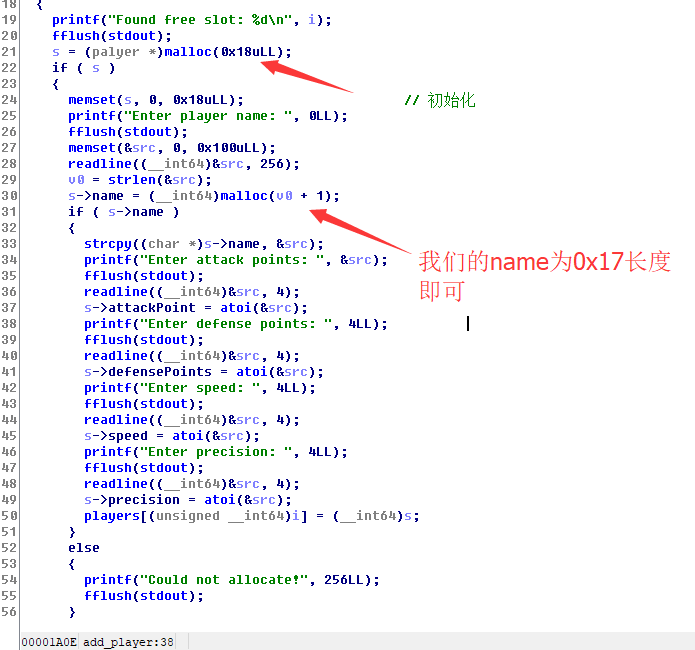 18 {
19 printf("Found free slot: %d\n", i);
20 fflush(stdout);
21 s = (palyer *)malloc(0x18uLL);
22 if ( s )
23 {
24 memset(s, 0, 0x18uLL); // 初始化
25 printf("Enter player name: ", 0LL);
26 fflush(stdout);
27 memset(&src, 0, 0x100uLL);
28 readline((__int64)&src, 256);
29 v0 = strlen(&src);
30 s->name = (__int64)malloc(v0 + 1);
31 if ( s->name )
32 {
33 strcpy((char *)s->name, &src);
34 printf("Enter attack points: ", &src);
35 fflush(stdout);
36 readline((__int64)&src, 4);
37 s->attackPoint = atoi(&src);
38 printf("Enter defense points: ", 4LL);
39 fflush(stdout);
40 readline((__int64)&src, 4);
41 s->defensePoints = atoi(&src);
42 printf("Enter speed: ", 4LL);
43 fflush(stdout);
44 readline((__int64)&src, 4);
45 s->speed = atoi(&src);
46 printf("Enter precision: ", 4LL);
47 fflush(stdout);
48 readline((__int64)&src, 4);
49 s->precision = atoi(&src);
50 players[(unsigned __int64)i] = (__int64)s;
51 }
52 else
53 {
54 printf("Could not allocate!", 256LL);
55 fflush(stdout);
56 }
我们的name为0x17长度
即可
00001A0E add_player:38